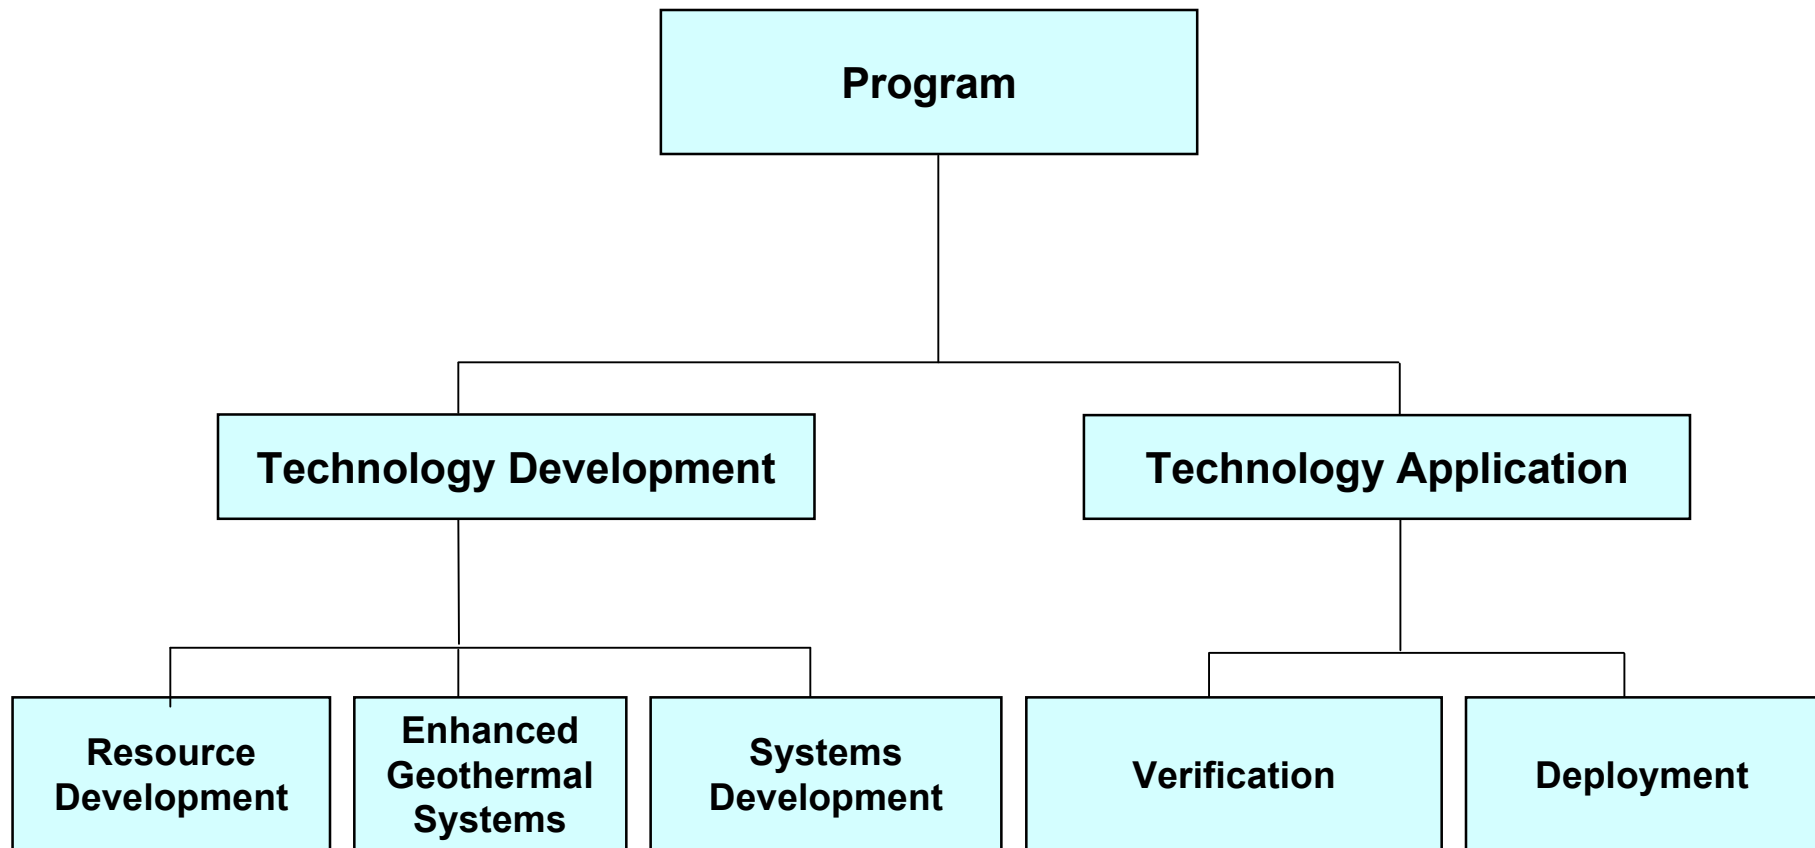 Program
Technology Development
Technology Application
Resource
Development
Enhanced
Geothermal
Systems
Systems
Development
Verification
Deployment